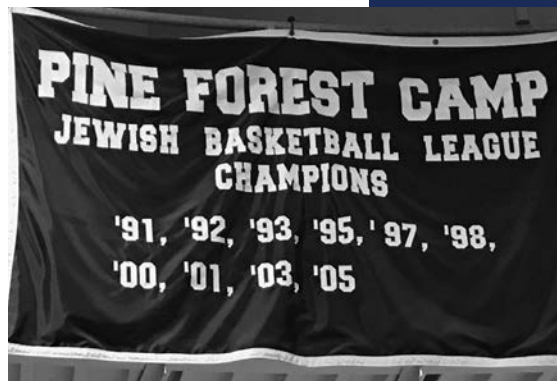 PINE FOREST CAMP
JEWISH BASKETBALL LEAGUE
CHAMPIONS
'91, '92, '93, '95, '97, '98,
'00, '01, '03, '05